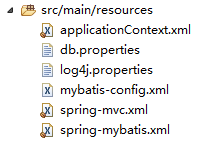 src/main/resources
applicationContext.xml
db.properties
log4j.properties
mybatis-config.xml
spring-mvc.xml
spring-mybatis.xml